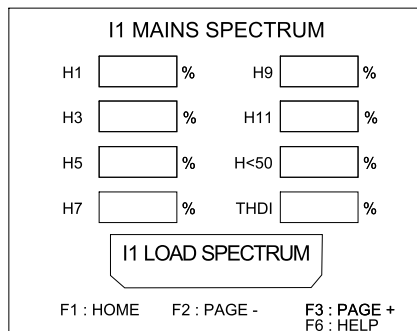 I1 MAINS SPECTRUM
H1 % H9 %
H3 % H11 %
H5 % H<50 %
H7 % THDI %
I1 LOAD SPECTRUM
F1 : HOME F2 : PAGE - F3 : PAGE +
F6 : HELP